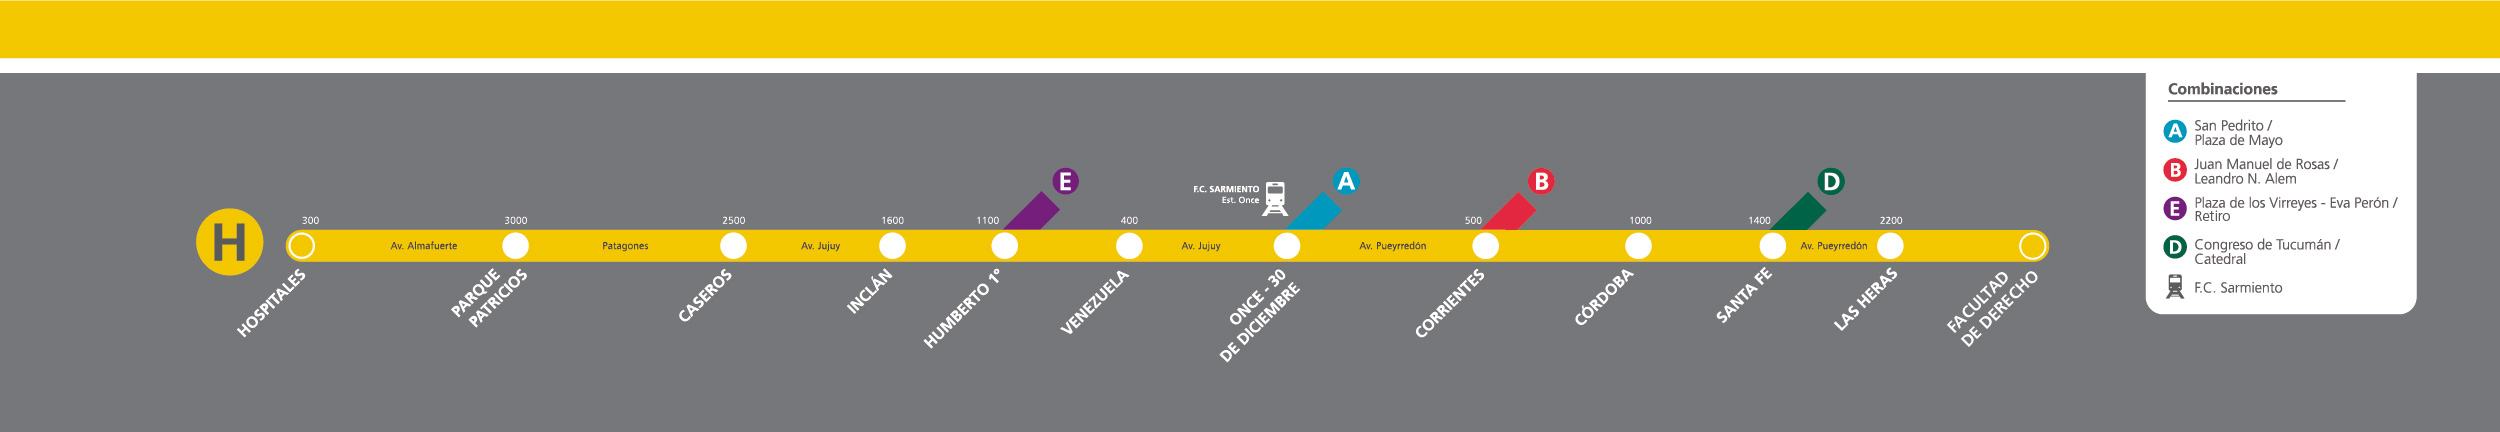 H
300
3000
2500
1600
1100
400
500
1000
1400
2200
E
F.C. SARMIENTO
Est. Once
A
B
D
Av. Almafuerte
Patagones
Av. Jujuy
Av. Jujuy
Av. Pueyrredón
Av. Pueyrredón
HOSPITALES
PARQUE
PATRICIOS
CASEROS
INCLÁN
HUMBERTO 1°
VENEZUELA
ONCE - 30
DE DICIEMBRE
CORRIENTES
CÓRDOBA
SANTA FE
LAS HERAS
FACULTAD
DE DERECHO
Combinaciones
A San Pedrito /
Plaza de Mayo
B Juan Manuel de Rosas /
Leandro N. Alem
E Plaza de los Virreyes - Eva Perón /
Retiro
D Congreso de Tucumán /
Catedral
F.C. Sarmiento